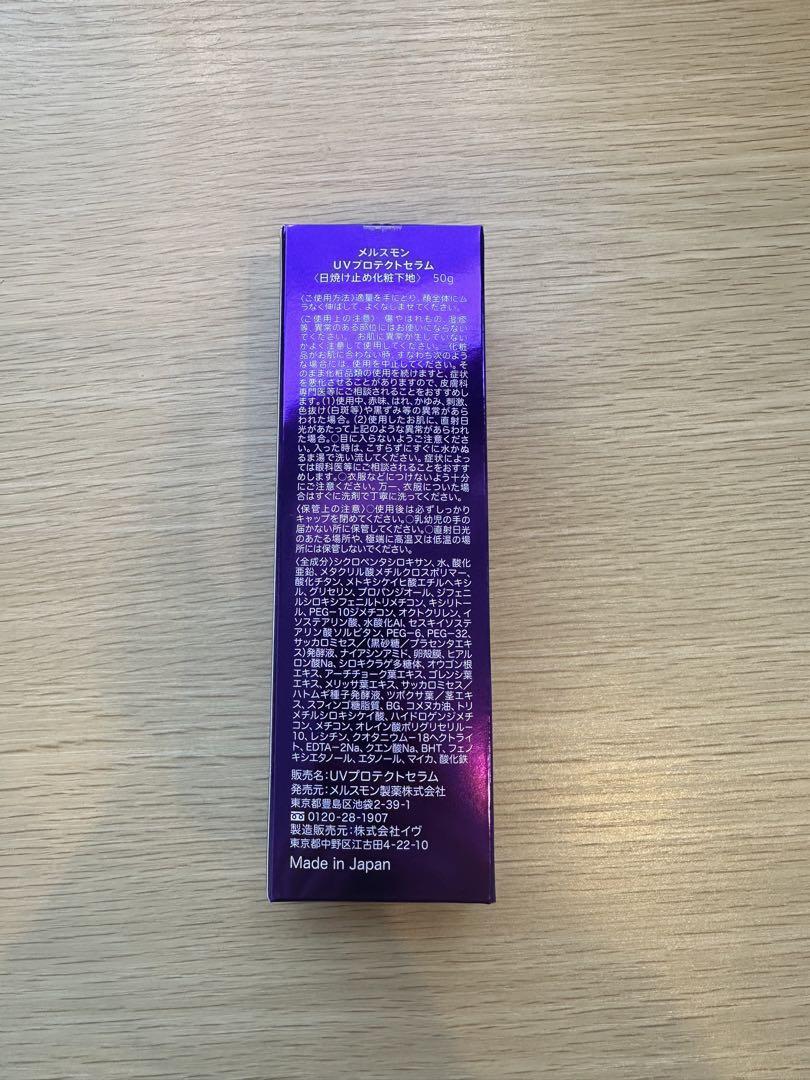 メルスモン
UVプロテクトセラム
〈日焼け止め化粧下地〉 50g
〈ご使用方法〉適量を手にとり、顔全体にム
ラなく伸ばして、よくなじませてください。
〈ご使用上の注意〉 傷やはれもの、湿疹
等、異常のある部位にはお使いにならない
でください。 お肌に異常が生じていない
かよく注意して使用してください。 化粧
品がお肌に合わない時、すなわち次のよう
な場合には、使用を中止してください。そ
のまま化粧品類の使用を続けますと、症状
を悪化させることがありますので、皮膚科
専門医等にご相談されることをおすすめし
ます。(1)使用中、赤味、はれ、かゆみ、刺激、
色抜け(白斑等)や黒ずみ等の異常があら
われた場合。(2)使用したお肌に、直射日
光があたって上記のような異常があらわれ
た場合。○目に入らないようご注意くださ
い。入った時は、こすらずにすぐに水かぬ
るま湯で洗い流してください。症状によっ
ては眼科医等にご相談されることをおすす
めします。○衣服などにつけないよう十分
にご注意ください。万一、衣服についた場合
はすぐに洗剤で丁寧に洗ってください。
〈保管上の注意〉○使用後は必ずしっかり
キャップを閉めてください。○乳幼児の手の
届かない所に保管してください。○直射日光
のあたる場所や、極端に高温又は低温の場
所には保管しないでください。
〈全成分〉シクロペンタシロキサン、水、酸化
亜鉛、メタクリル酸メチルクロスポリマー、
酸化チタン、メトキシケイヒ酸エチルヘキシ
ル、グリセリン、プロパンジオール、ジフェニ
ルシロキシフェニルトリメチコン、キシリトー
ル、PEG-10ジメチコン、オクトクリレン、イ
ソステアリン酸、水酸化Al、セスキイソステ
アリン酸ソルビタン、PEG-6、PEG-32、
サッカロミセス/(黒砂糖/プラセンタエキ
ス)発酵液、ナイアシンアミド、卵殻膜、ヒアル
ロン酸Na、シロキクラゲ多糖体、オウゴン根
エキス、アーチチョーク葉エキス、ゴレンシ葉
エキス、メリッサ葉エキス、サッカロミセス/
ハトムギ種子発酵液、ツボクサ葉/茎エキ
ス、スフィンゴ糖脂質、BG、コメヌカ油、トリ
メチルシロキシケイ酸、ハイドロゲンジメチ
コン、メチコン、オレイン酸ポリグリセリル-
10、レシチン、クオタニウム-18ヘクトライ
ト、EDTA-2Na、クエン酸Na、BHT、フェノ
キシエタノール、エタノール、マイカ、酸化鉄
販売名:UVプロテクトセラム
発売元:メルスモン製薬株式会社
東京都豊島区池袋2-39-1
0120-28-1907
製造販売元:株式会社イヴ
東京都中野区江古田4-22-10
Made in Japan